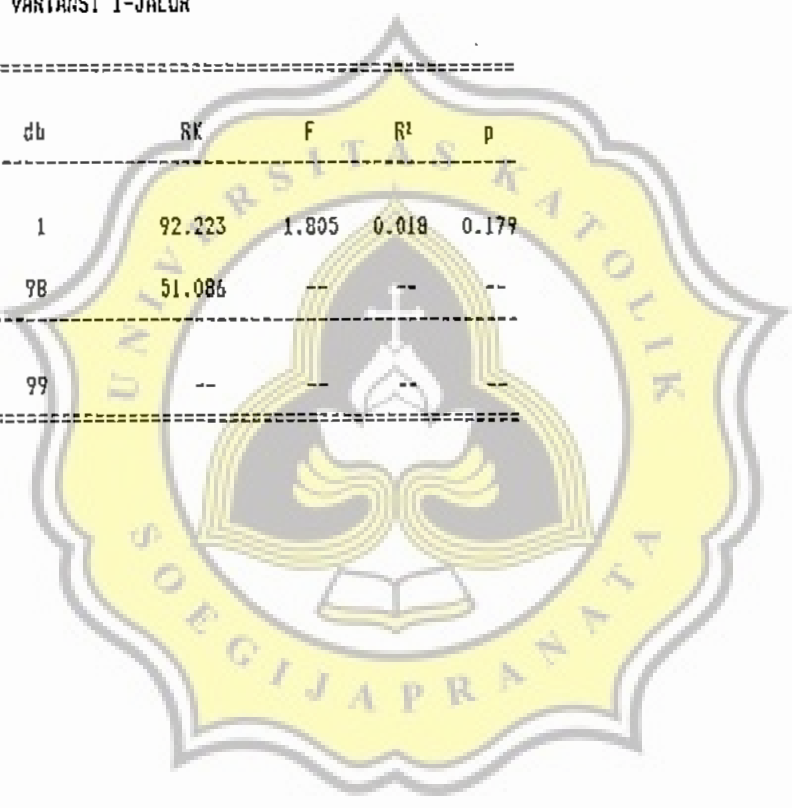 VARIANSI 1-JALUR
db RK F R² p
1 92.223 1.805 0.018 0.179
98 51.086 -- -- --
99 -- -- -- --
UNIVERSITAS KATOLIK
SOEGIJAPRANATA